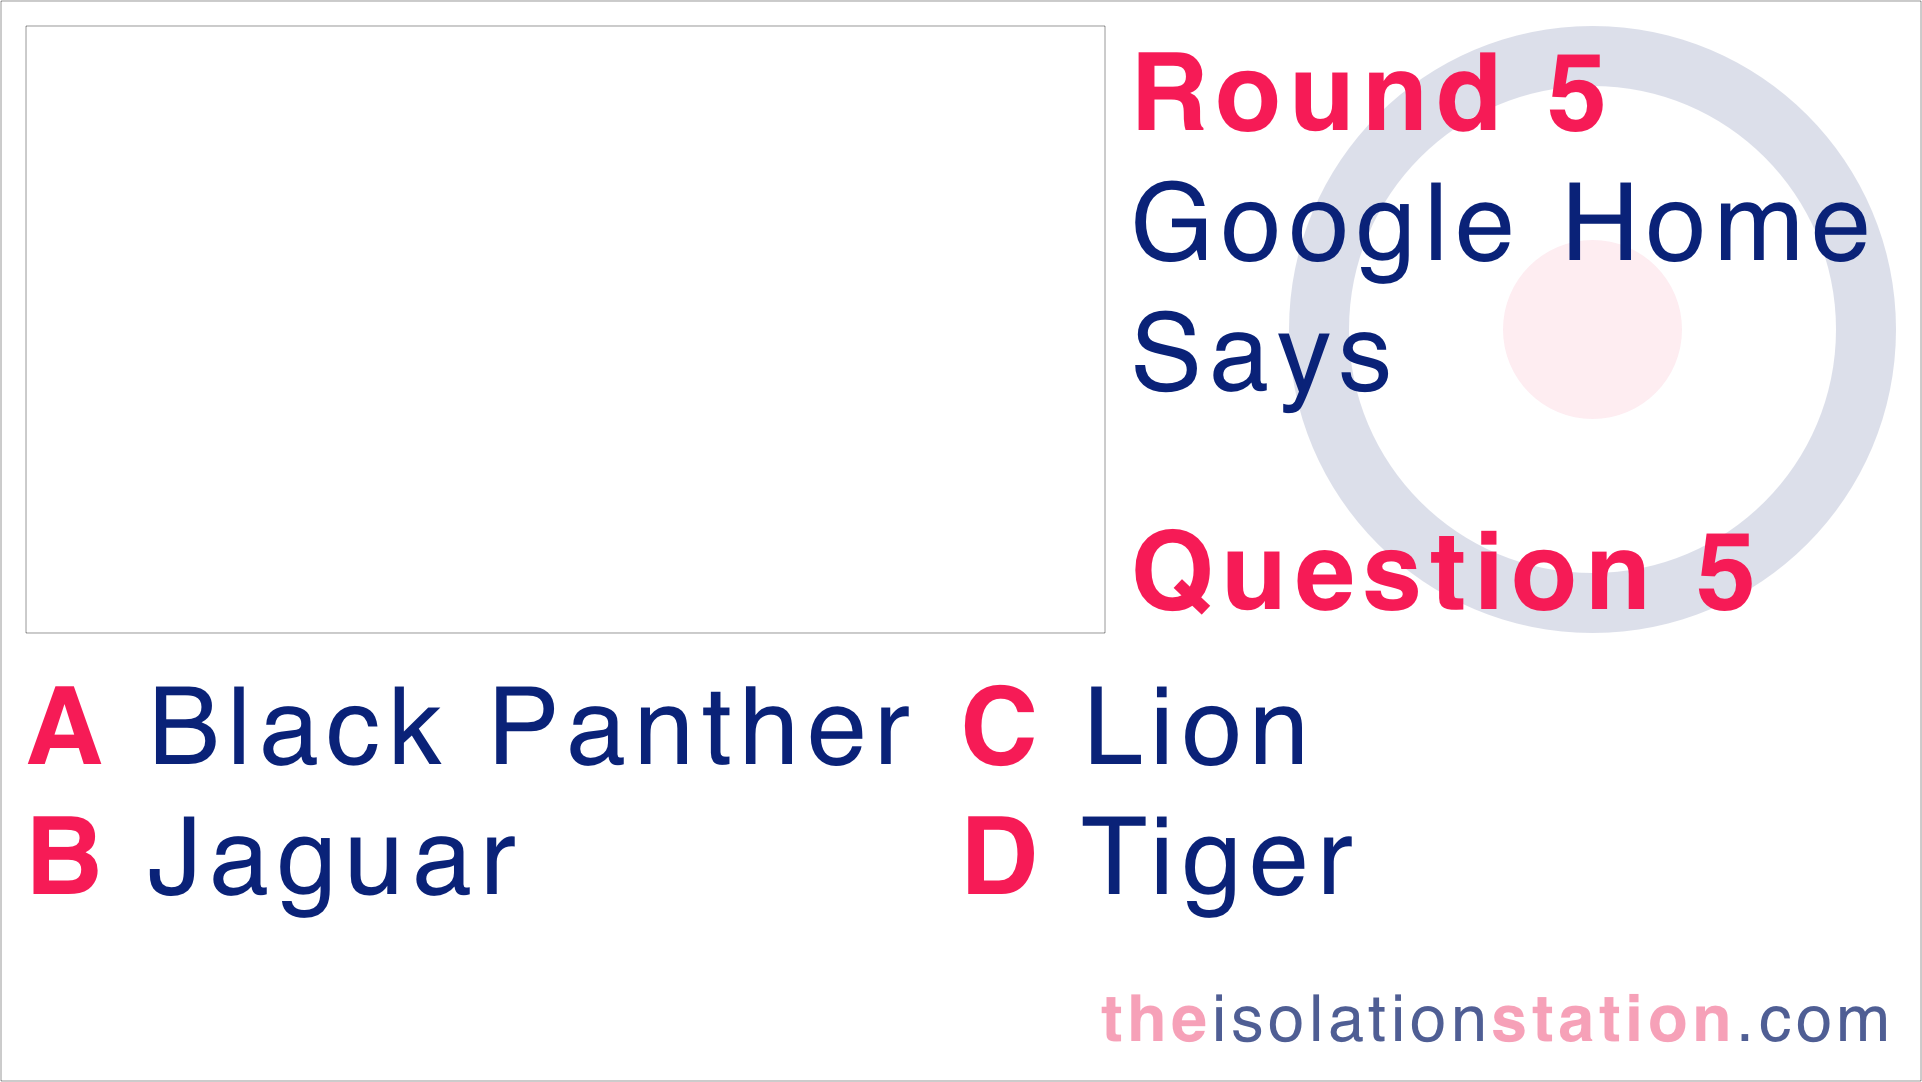 Round 5
Google Home
Says
Question 5
A Black Panther
B Jaguar
C Lion
D Tiger
theisolationstation.com